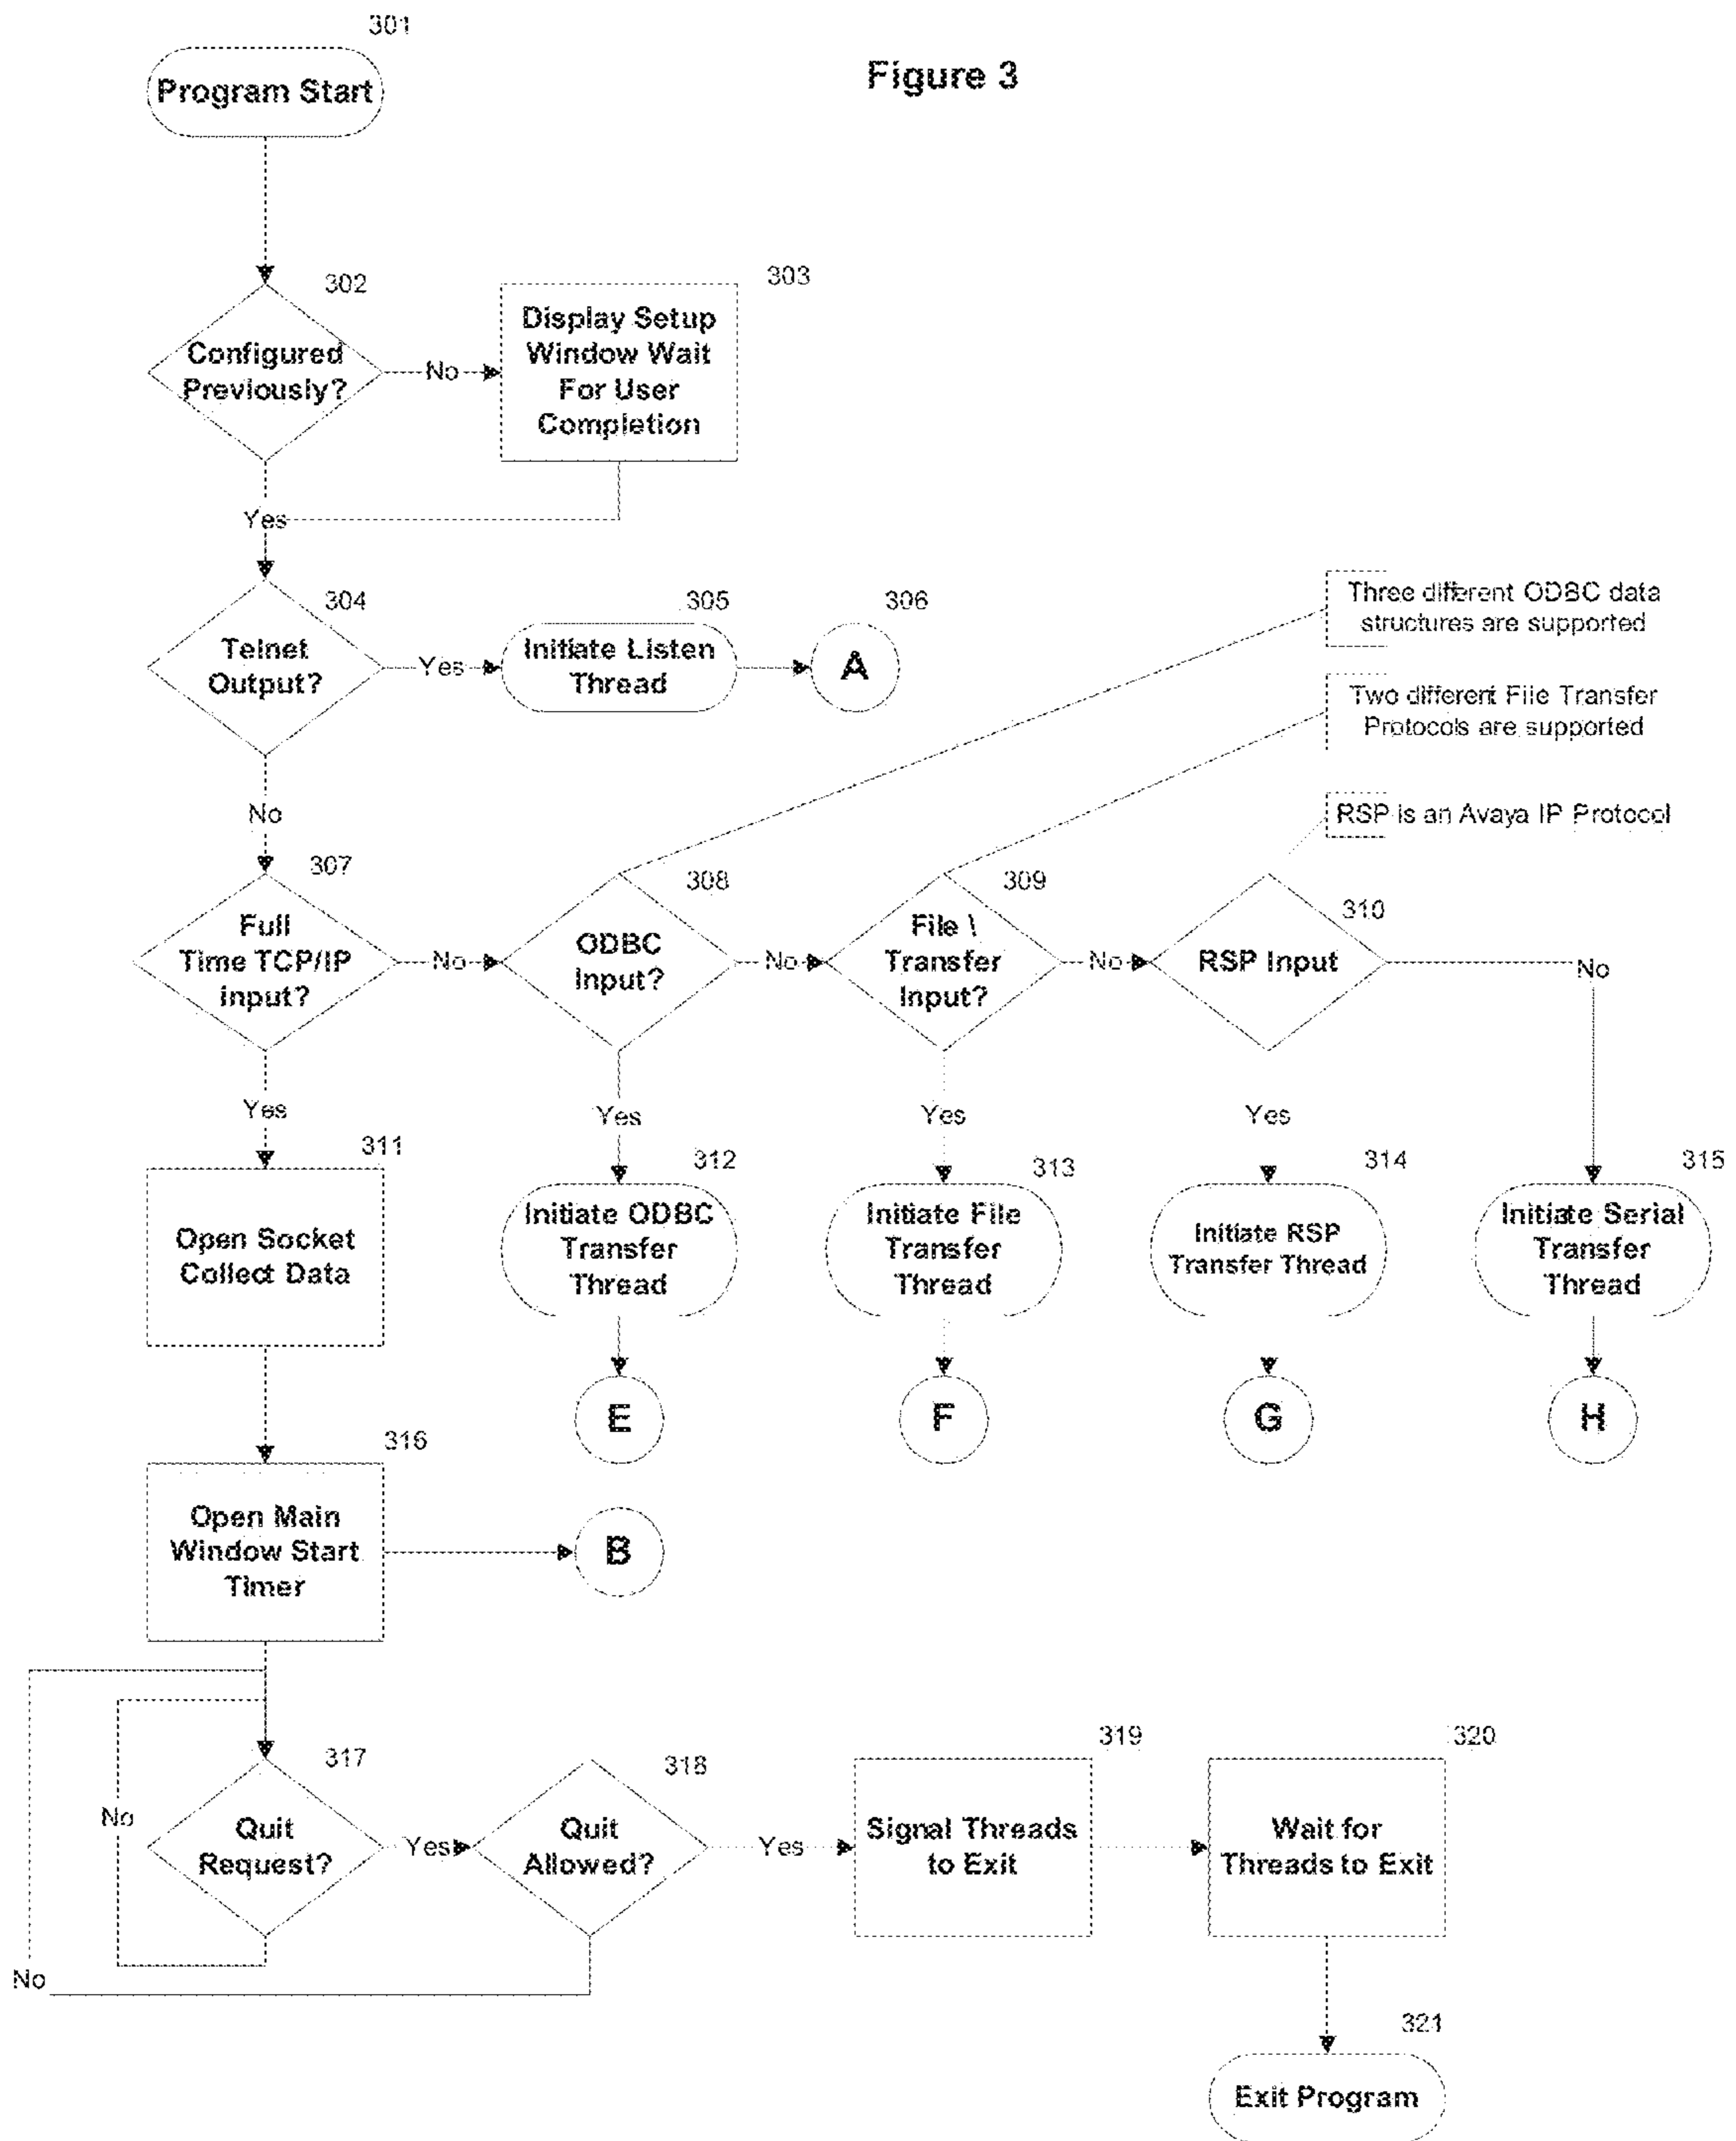 301
Program Start
Figure 3
302
Configured
Previously?
No
303
Display Setup
Window Wait
For User
Completion
Yes
304
Telnet
Output?
Yes
305
Initiate Listen
Thread
306
A
Three different ODBC data
structures are supported
Two different File Transfer
Protocols are supported
RSP is an Avaya IP Protocol
No
307
Full
Time TCP/IP
Input?
No
308
ODBC
Input?
No
309
File \
Transfer
Input?
No
310
RSP Input
No
Yes
Yes
Yes
Yes
311
Open Socket
Collect Data
312
Initiate ODBC
Transfer
Thread
313
Initiate File
Transfer
Thread
314
Initiate RSP
Transfer Thread
315
Initiate Serial
Transfer
Thread
E
F
G
H
316
Open Main
Window Start
Timer
B
317
Quit
Request?
No
Yes
318
Quit
Allowed?
No
Yes
319
Signal Threads
to Exit
320
Wait for
Threads to Exit
321
Exit Program